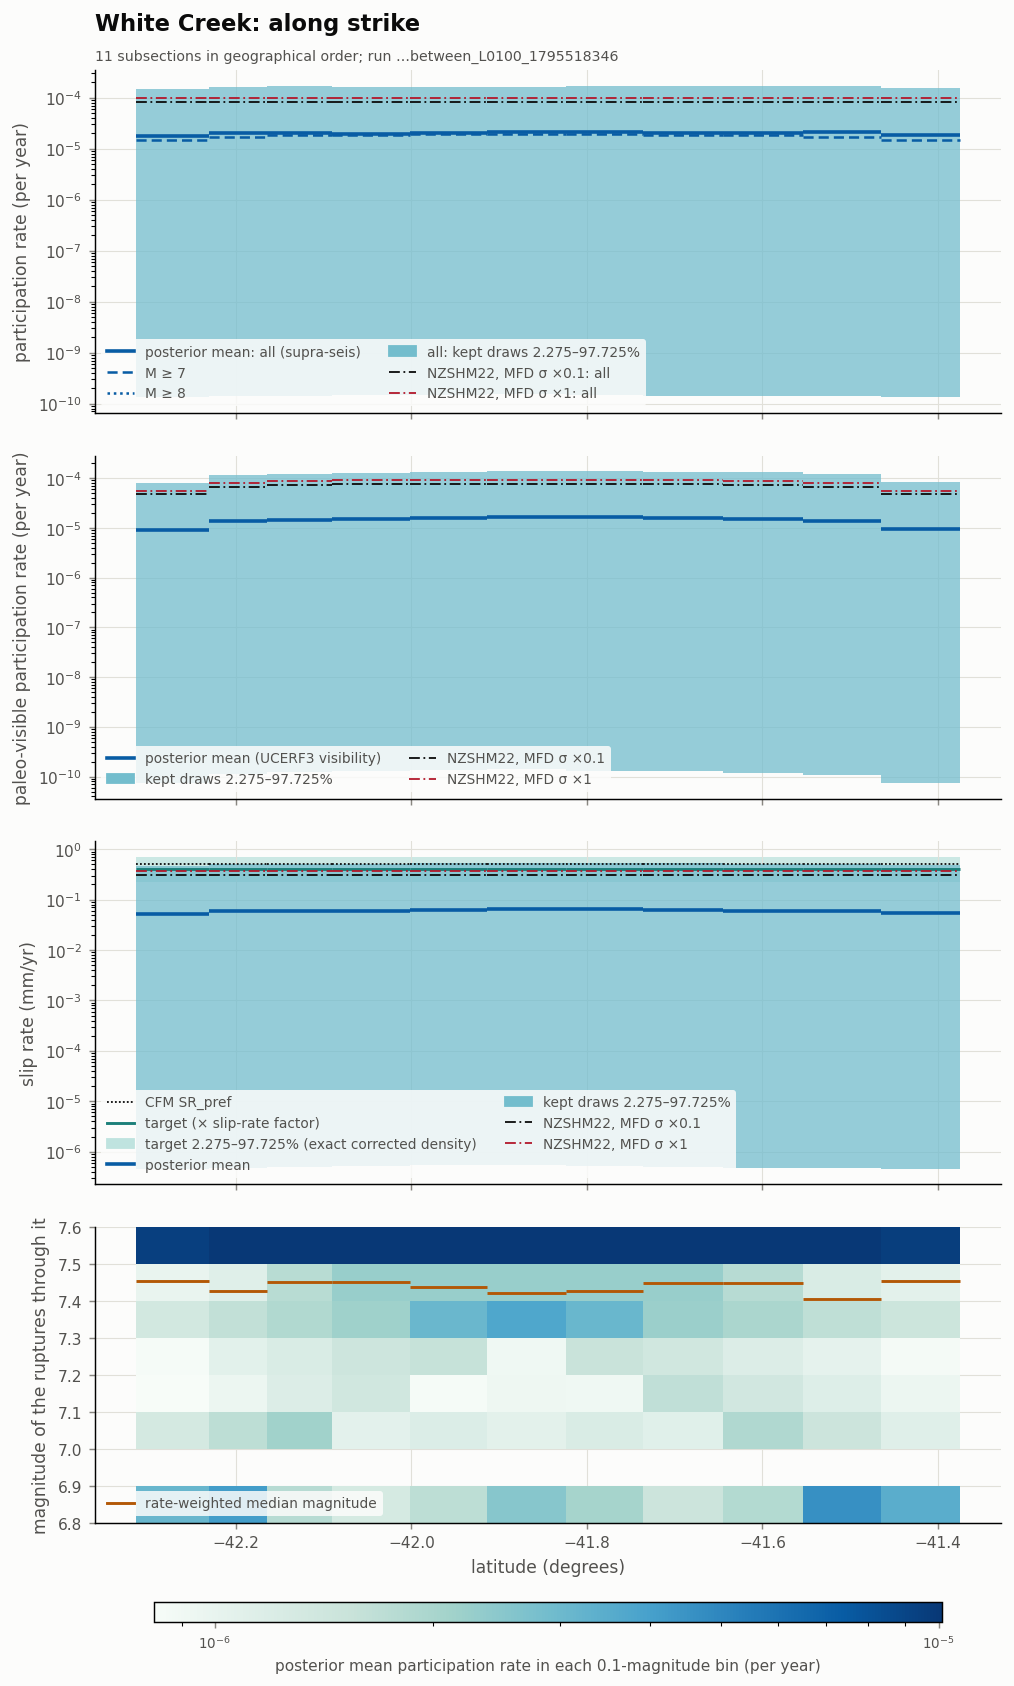 White Creek: along strike
11 subsections in geographical order; run ...between_L0100_1795518346
participation rate (per year)
10⁻⁴
10⁻⁵
10⁻⁶
10⁻⁷
10⁻⁸
10⁻⁹
10⁻¹⁰
posterior mean: all (supra-seis)
M ≥ 7
M ≥ 8
all: kept draws 2.275–97.725%
NZSHM22, MFD σ ×0.1: all
NZSHM22, MFD σ ×1: all
paleo-visible participation rate (per year)
10⁻⁴
10⁻⁵
10⁻⁶
10⁻⁷
10⁻⁸
10⁻⁹
10⁻¹⁰
posterior mean (UCERF3 visibility)
kept draws 2.275–97.725%
NZSHM22, MFD σ ×0.1
NZSHM22, MFD σ ×1
slip rate (mm/yr)
10⁰
10⁻¹
10⁻²
10⁻³
10⁻⁴
10⁻⁵
10⁻⁶
CFM SR_pref
target (× slip-rate factor)
target 2.275–97.725% (exact corrected density)
posterior mean
kept draws 2.275–97.725%
NZSHM22, MFD σ ×0.1
NZSHM22, MFD σ ×1
magnitude of the ruptures through it
7.6
7.5
7.4
7.3
7.2
7.1
7.0
6.9
6.8
rate-weighted median magnitude
−42.2
−42.0
−41.8
−41.6
−41.4
latitude (degrees)
10⁻⁶
10⁻⁵
posterior mean participation rate in each 0.1-magnitude bin (per year)